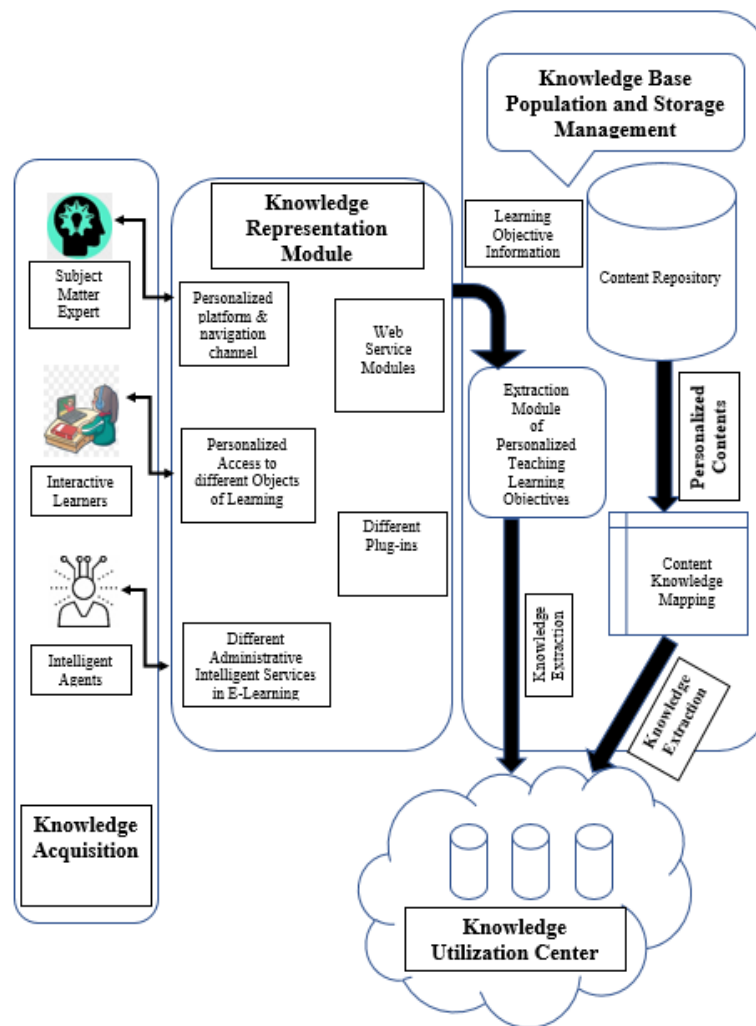 Knowledge Base
Population and Storage
Management
Knowledge
Representation
Module
Learning
Objective
Information
Content Repository
Subject
Matter
Expert
Personalized
platform &
navigation
channel
Web
Service
Modules
Extraction
Module
of
Personalized
Teaching
Learning
Objectives
Personalized
Contents
Interactive
Learners
Personalized
Access to
different Objects
of Learning
Different
Plug-ins
Content
Knowledge
Mapping
Knowledge
Extraction
Intelligent
Agents
Different
Administrative
Intelligent Services
in E-Learning
Knowledge
Extraction
Knowledge
Acquisition
Knowledge
Utilization Center